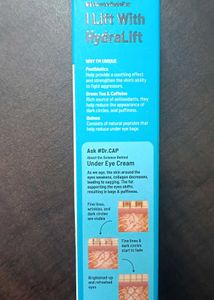 I Lift With
HydraLift
WHY I'M UNIQUE
Postbiotics
Help provide a soothing effect
and strengthen the skin's ability
to fight aggressors.
Green Tea & Caffeine
Rich source of antioxidants, they
help reduce the appearance of
dark circles, and puffiness.
Quinoa
Consists of natural peptides that
help reduce under eye bags.
Ask #Dr.CAP
About the Science Behind
Under Eye Cream
As we age, the skin around the
eyes weakens, collagen decreases,
leading to sagging. The fat
supporting the eyes shifts,
resulting in bags & puffiness.
Fine lines,
wrinkles, and
dark circles
are visible
Fine lines &
dark circles
start to fade
Brightened up
and refreshed
eyes